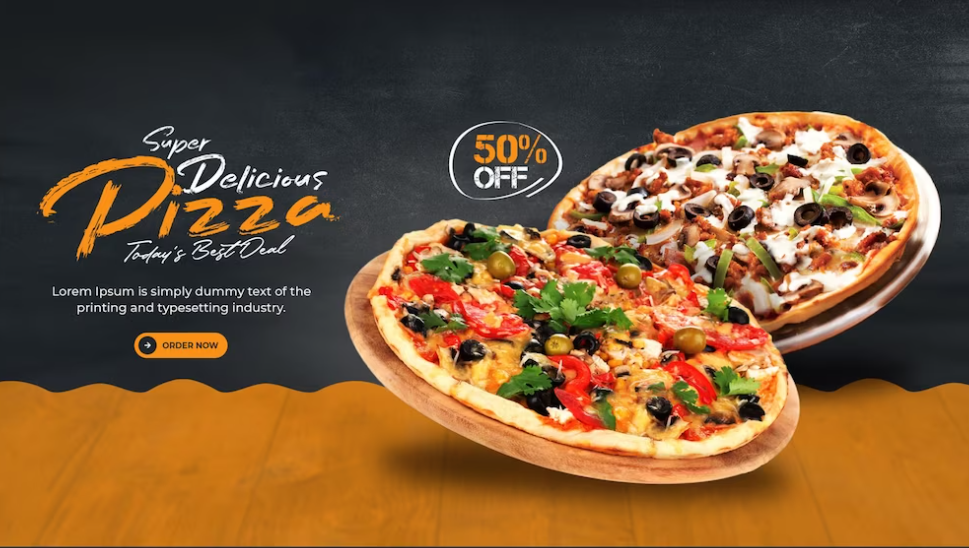 Super
Delicious
Pizza
Today's Best Deal
Lorem Ipsum is simply dummy text of the
printing and typesetting industry.
ORDER NOW
50%
OFF